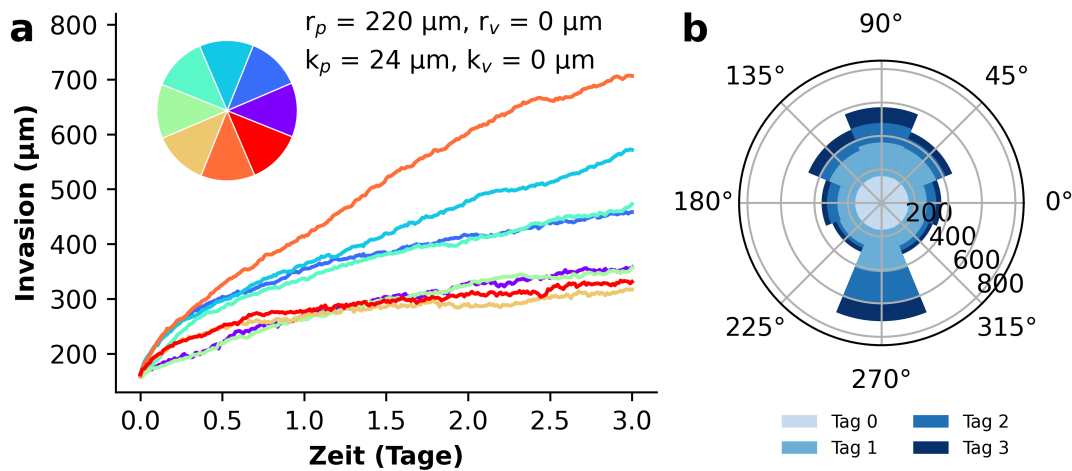 a
r_p = 220 µm, r_v = 0 µm
k_p = 24 µm, k_v = 0 µm
800
700
600
500
400
300
200
Invasion (µm)
0.0 0.5 1.0 1.5 2.0 2.5 3.0
Zeit (Tage)
b
90°
135° 45°
180° 0°
200
400
600
800
225° 315°
270°
Tag 0 Tag 2
Tag 1 Tag 3